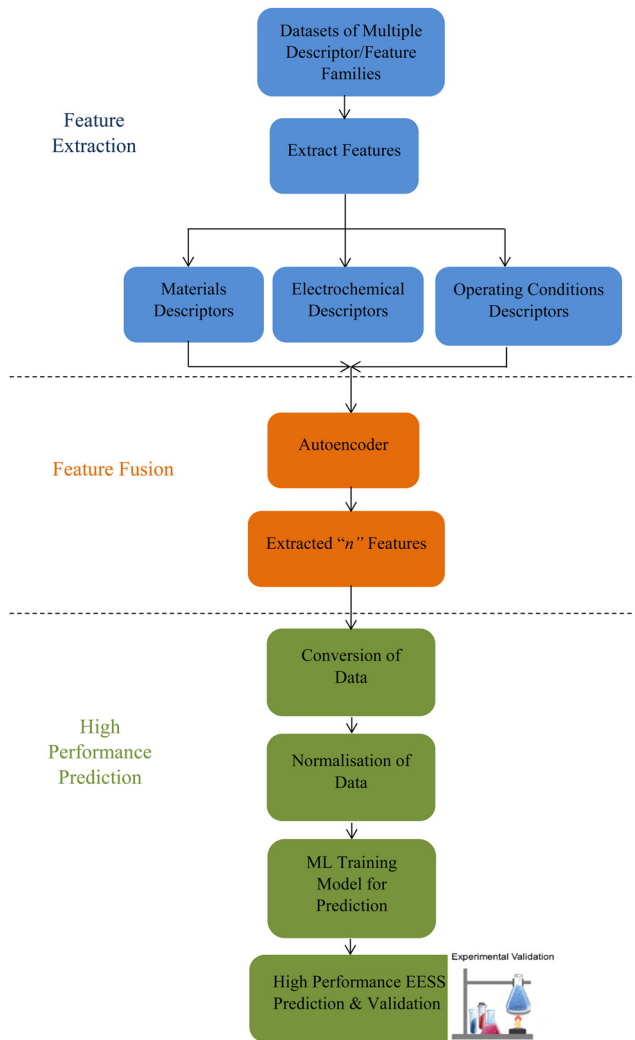 Datasets of Multiple
Descriptor/Feature
Families
Feature
Extraction
Extract Features
Materials
Descriptors
Electrochemical
Descriptors
Operating Conditions
Descriptors
Autoencoder
Feature Fusion
Extracted “n” Features
Conversion of
Data
High
Performance
Prediction
Normalisation of
Data
ML Training
Model for
Prediction
Experimental Validation
High Performance EESS
Prediction & Validation